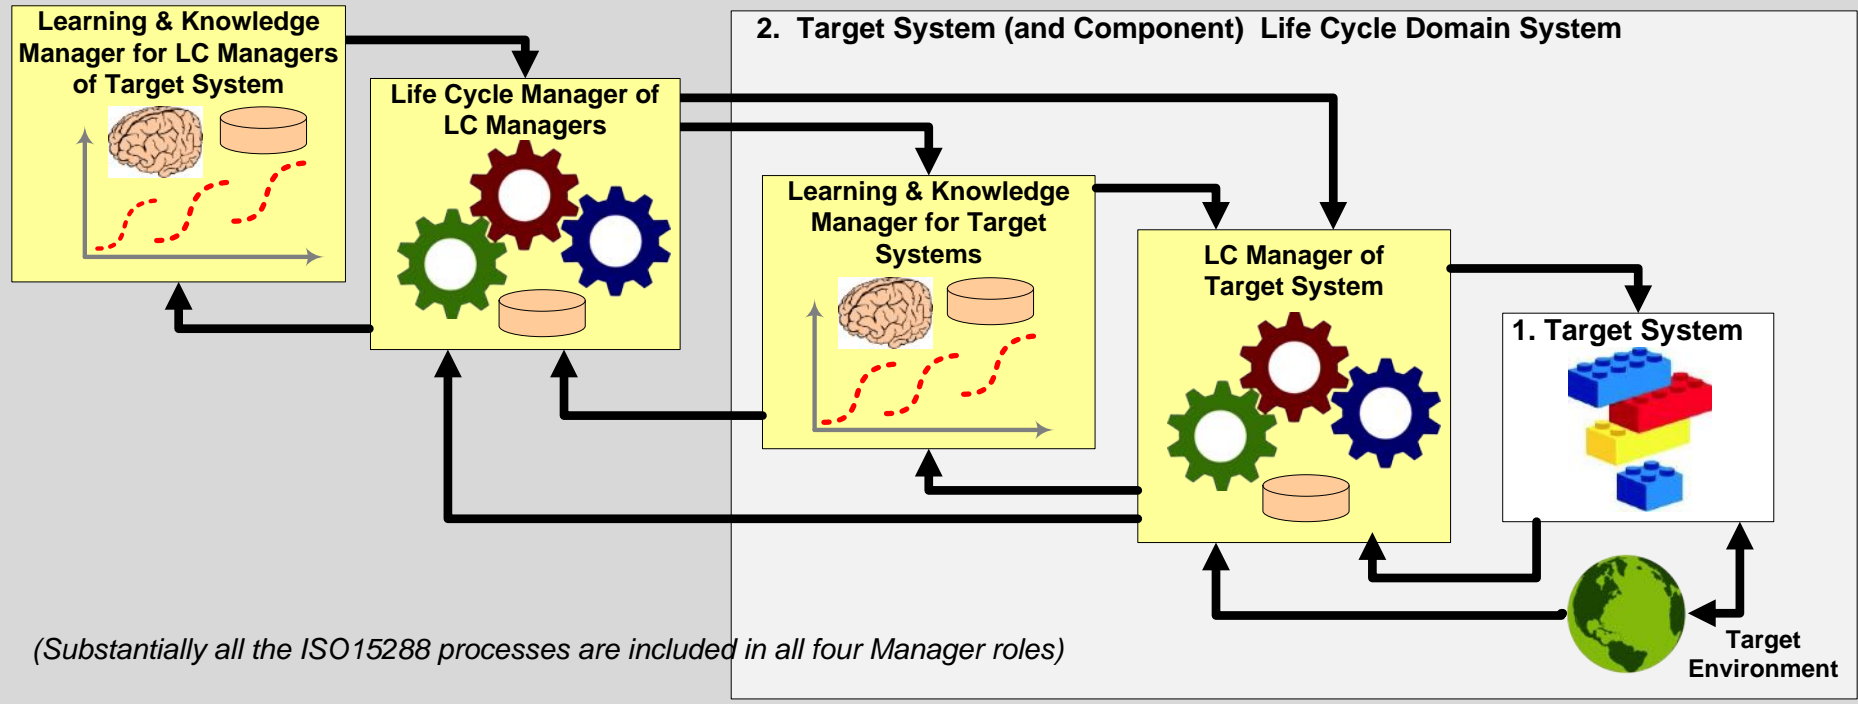 Learning & Knowledge
Manager for LC Managers
of Target System
Life Cycle Manager of
LC Managers
2.  Target System (and Component)  Life Cycle Domain System
Learning & Knowledge
Manager for Target
Systems
LC Manager of
Target System
1. Target System
(Substantially all the ISO15288 processes are included in all four Manager roles)
Target
Environment